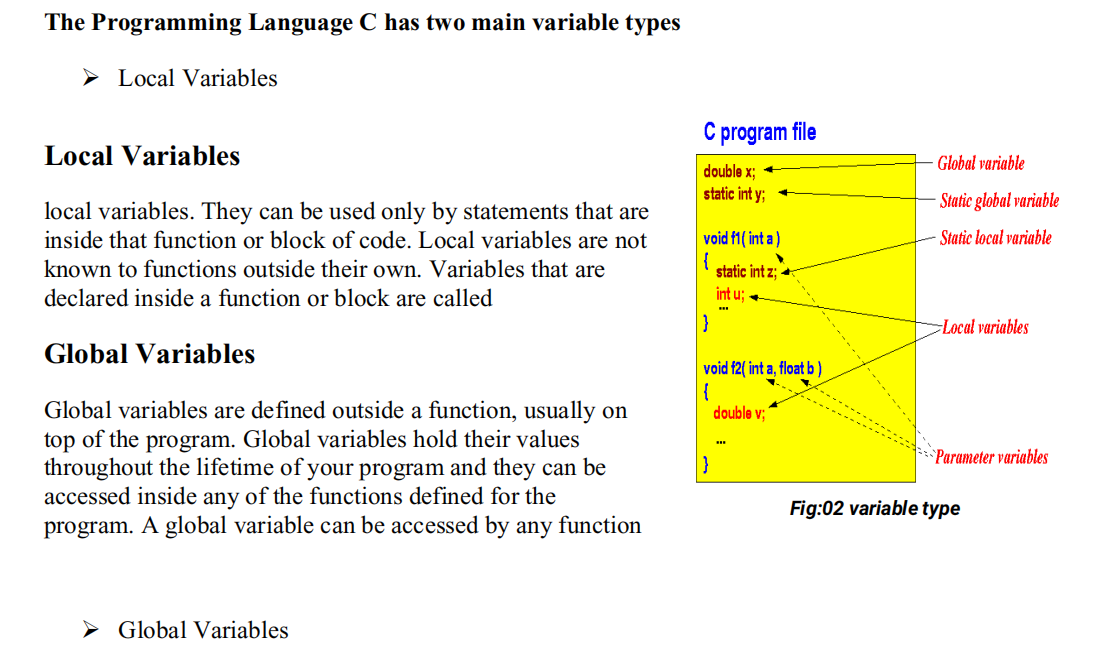 The Programming Language C has two main variable types
➢ Local Variables
Local Variables
local variables. They can be used only by statements that are
inside that function or block of code. Local variables are not
known to functions outside their own. Variables that are
declared inside a function or block are called
Global Variables
Global variables are defined outside a function, usually on
top of the program. Global variables hold their values
throughout the lifetime of your program and they can be
accessed inside any of the functions defined for the
program. A global variable can be accessed by any function
➢ Global Variables
C program file
double x;
static int y;
void f1( int a )
{
static int z;
int u;
...
}
void f2( int a, float b )
{
double v;
...
}
Global variable
Static global variable
Static local variable
Local variables
Parameter variables
Fig:02 variable type